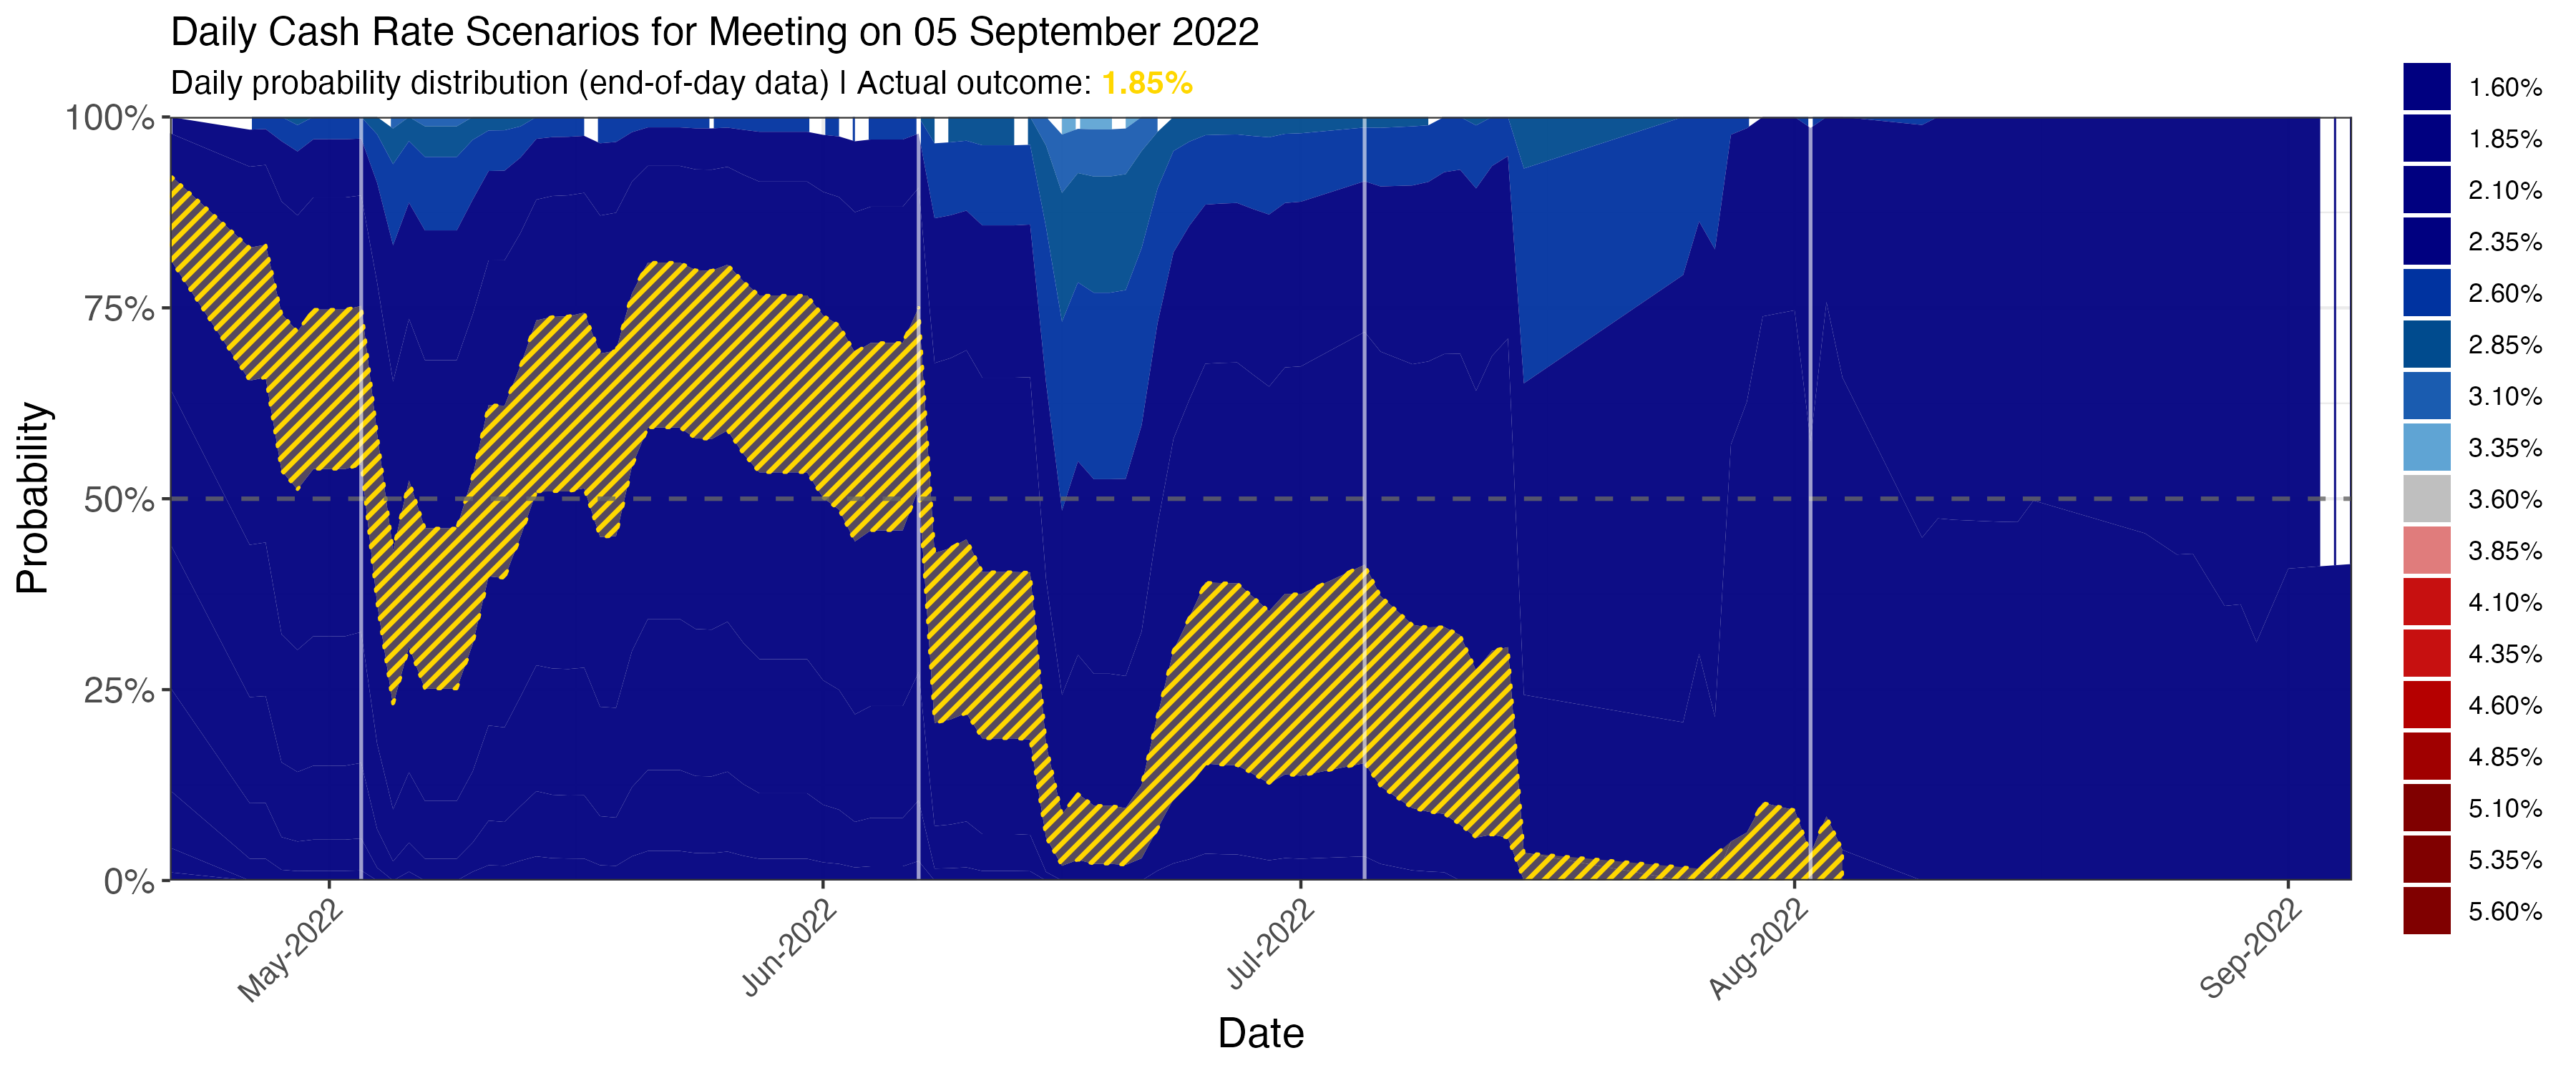 Daily Cash Rate Scenarios for Meeting on 05 September 2022
Daily probability distribution (end-of-day data) | Actual outcome: 1.85%
Probability
100%
75%
50%
25%
0%
May-2022
Jun-2022
Jul-2022
Aug-2022
Sep-2022
Date
1.60%
1.85%
2.10%
2.35%
2.60%
2.85%
3.10%
3.35%
3.60%
3.85%
4.10%
4.35%
4.60%
4.85%
5.10%
5.35%
5.60%